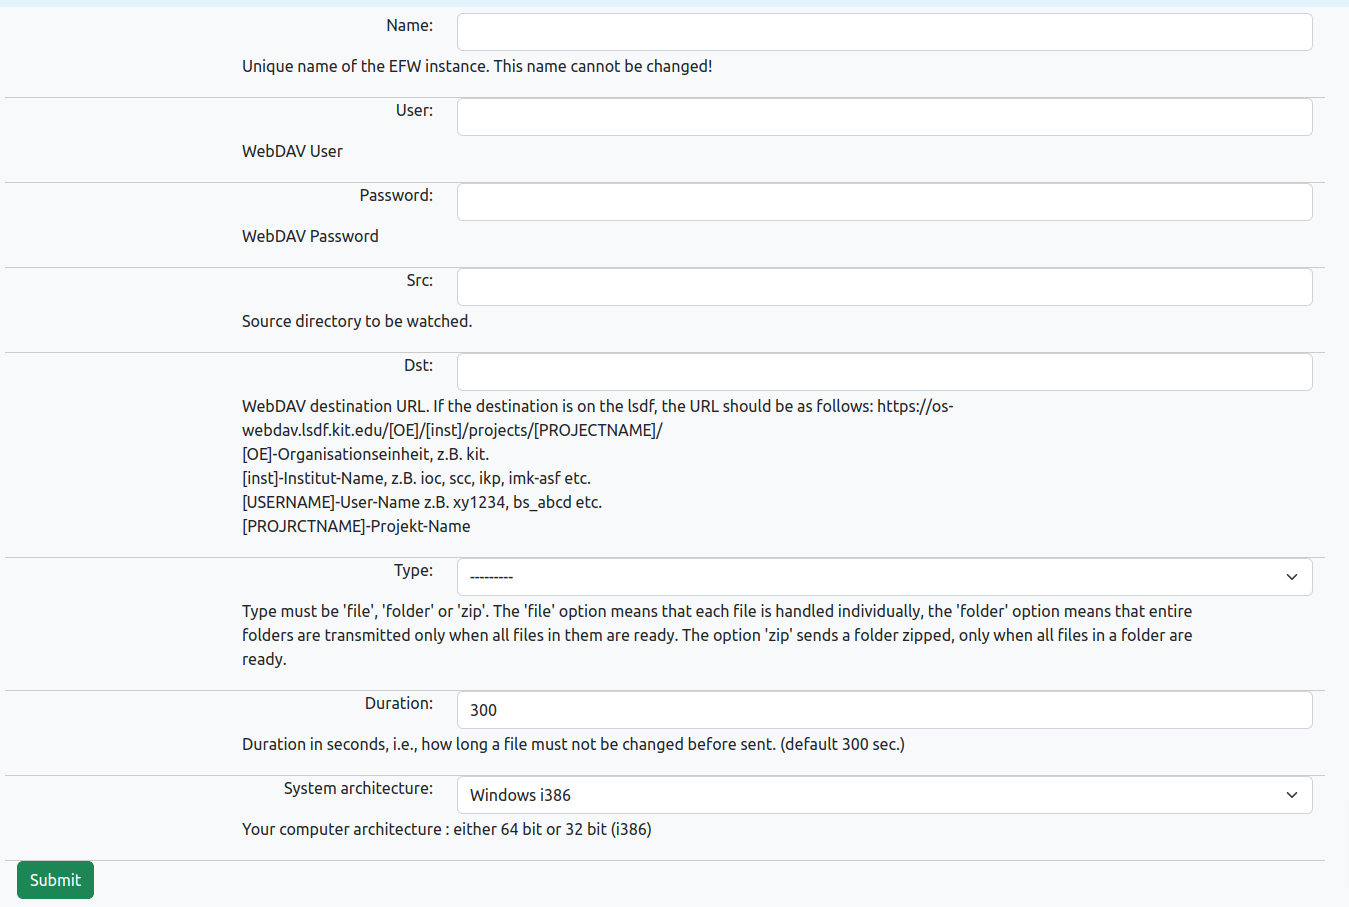 Name:
Unique name of the EFW instance. This name cannot be changed!
User:
WebDAV User
Password:
WebDAV Password
Src:
Source directory to be watched.
Dst:
WebDAV destination URL. If the destination is on the lsdf, the URL should be as follows: https://os-
webdav.lsdf.kit.edu/[OE]/[inst]/projects/[PROJECTNAME]/
[OE]-Organisationseinheit, z.B. kit.
[inst]-Institut-Name, z.B. ioc, scc, ikp, imk-asf etc.
[USERNAME]-User-Name z.B. xy1234, bs_abcd etc.
[PROJRCTNAME]-Projekt-Name
Type:
---------
Type must be 'file', 'folder' or 'zip'. The 'file' option means that each file is handled individually, the 'folder' option means that entire
folders are transmitted only when all files in them are ready. The option 'zip' sends a folder zipped, only when all files in a folder are
ready.
Duration:
300
Duration in seconds, i.e., how long a file must not be changed before sent. (default 300 sec.)
System architecture:
Windows i386
Your computer architecture : either 64 bit or 32 bit (i386)
Submit